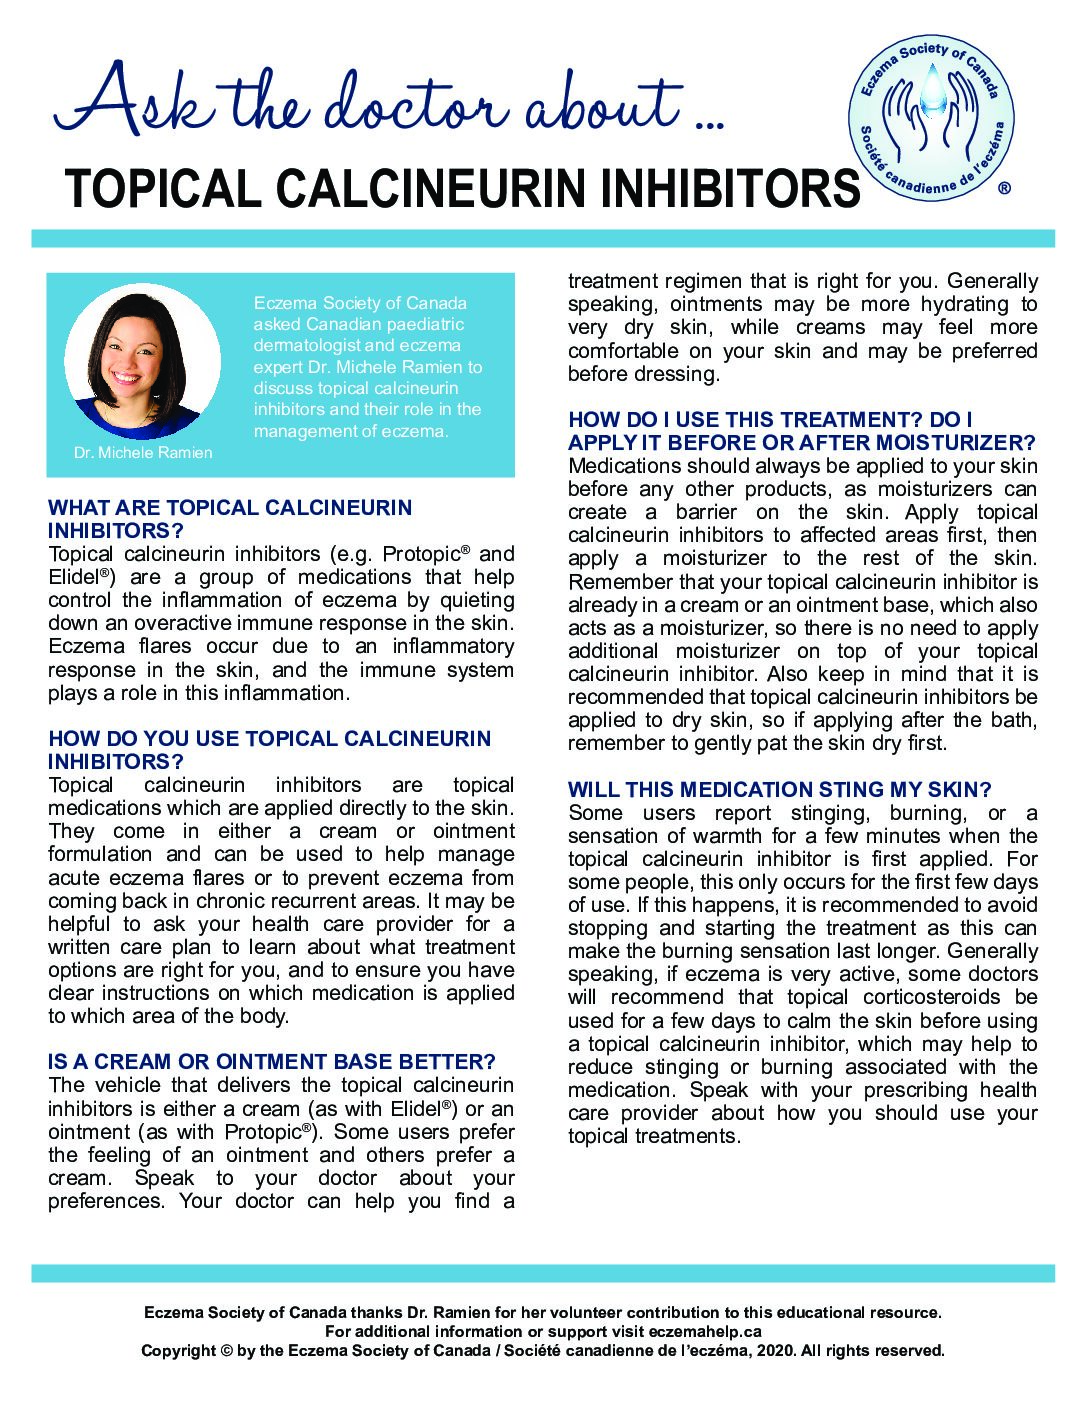 Ask the doctor about ...
TOPICAL CALCINEURIN INHIBITORS
Eczema Society of Canada
Société canadienne de l'eczéma
®
Eczema Society of Canada
asked Canadian paediatric
dermatologist and eczema
expert Dr. Michele Ramien to
discuss topical calcineurin
inhibitors and their role in the
management of eczema.
Dr. Michele Ramien
WHAT ARE TOPICAL CALCINEURIN
INHIBITORS?
Topical calcineurin inhibitors (e.g. Protopic® and
Elidel®) are a group of medications that help
control the inflammation of eczema by quieting
down an overactive immune response in the skin.
Eczema flares occur due to an inflammatory
response in the skin, and the immune system
plays a role in this inflammation.
HOW DO YOU USE TOPICAL CALCINEURIN
INHIBITORS?
Topical calcineurin inhibitors are topical
medications which are applied directly to the skin.
They come in either a cream or ointment
formulation and can be used to help manage
acute eczema flares or to prevent eczema from
coming back in chronic recurrent areas. It may be
helpful to ask your health care provider for a
written care plan to learn about what treatment
options are right for you, and to ensure you have
clear instructions on which medication is applied
to which area of the body.
IS A CREAM OR OINTMENT BASE BETTER?
The vehicle that delivers the topical calcineurin
inhibitors is either a cream (as with Elidel®) or an
ointment (as with Protopic®). Some users prefer
the feeling of an ointment and others prefer a
cream. Speak to your doctor about your
preferences. Your doctor can help you find a
treatment regimen that is right for you. Generally
speaking, ointments may be more hydrating to
very dry skin, while creams may feel more
comfortable on your skin and may be preferred
before dressing.
HOW DO I USE THIS TREATMENT? DO I
APPLY IT BEFORE OR AFTER MOISTURIZER?
Medications should always be applied to your skin
before any other products, as moisturizers can
create a barrier on the skin. Apply topical
calcineurin inhibitors to affected areas first, then
apply a moisturizer to the rest of the skin.
Remember that your topical calcineurin inhibitor is
already in a cream or an ointment base, which also
acts as a moisturizer, so there is no need to apply
additional moisturizer on top of your topical
calcineurin inhibitor. Also keep in mind that it is
recommended that topical calcineurin inhibitors be
applied to dry skin, so if applying after the bath,
remember to gently pat the skin dry first.
WILL THIS MEDICATION STING MY SKIN?
Some users report stinging, burning, or a
sensation of warmth for a few minutes when the
topical calcineurin inhibitor is first applied. For
some people, this only occurs for the first few days
of use. If this happens, it is recommended to avoid
stopping and starting the treatment as this can
make the burning sensation last longer. Generally
speaking, if eczema is very active, some doctors
will recommend that topical corticosteroids be
used for a few days to calm the skin before using
a topical calcineurin inhibitor, which may help to
reduce stinging or burning associated with the
medication. Speak with your prescribing health
care provider about how you should use your
topical treatments.
Eczema Society of Canada thanks Dr. Ramien for her volunteer contribution to this educational resource.
For additional information or support visit eczemahelp.ca
Copyright © by the Eczema Society of Canada / Société canadienne de l'eczéma, 2020. All rights reserved.